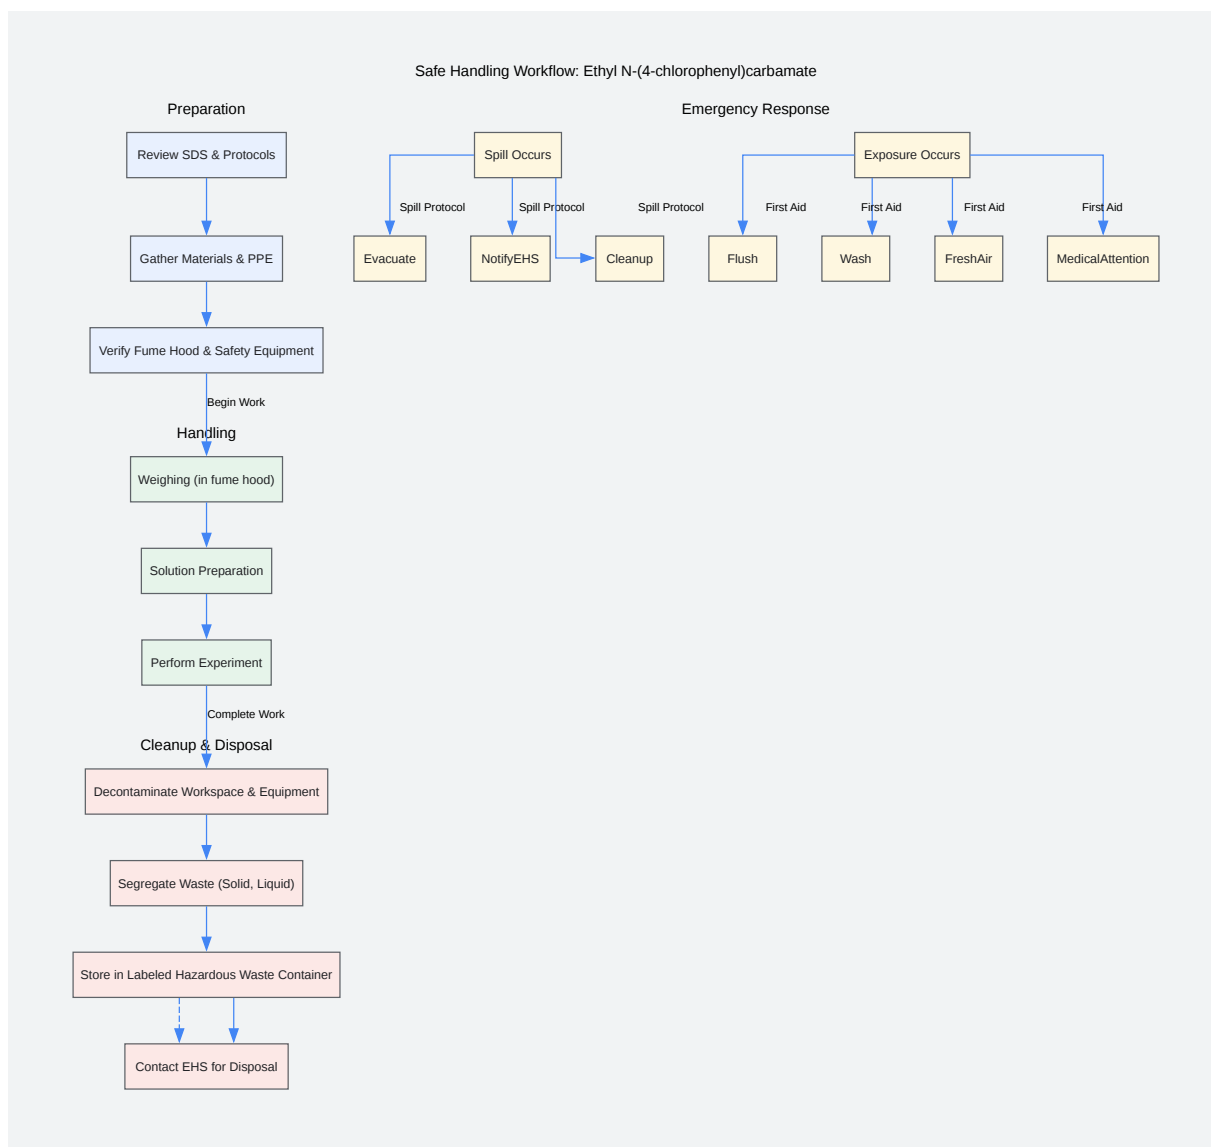 Safe Handling Workflow: Ethyl N-(4-chlorophenyl)carbamate
Preparation
Review SDS & Protocols
Gather Materials & PPE
Verify Fume Hood & Safety Equipment
Begin Work
Handling
Weighing (in fume hood)
Solution Preparation
Perform Experiment
Complete Work
Cleanup & Disposal
Decontaminate Workspace & Equipment
Segregate Waste (Solid, Liquid)
Store in Labeled Hazardous Waste Container
Contact EHS for Disposal
Emergency Response
Spill Occurs
Spill Protocol
Spill Protocol
Spill Protocol
Evacuate
NotifyEHS
Cleanup
Exposure Occurs
First Aid
First Aid
First Aid
First Aid
Flush
Wash
FreshAir
MedicalAttention